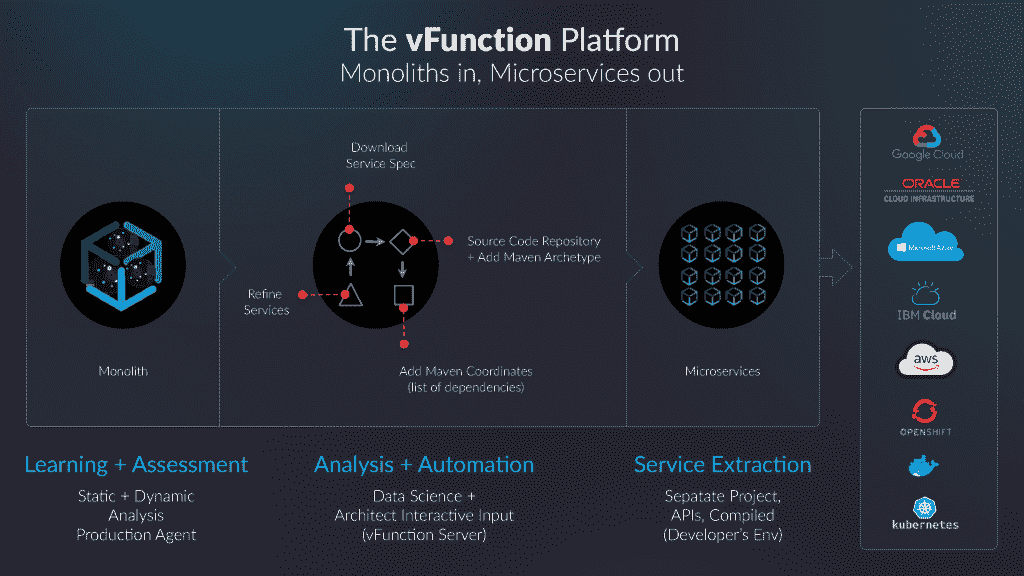 The vFunction Platform
Monoliths in, Microservices out
Download
Service Spec
Source Code Repository
+ Add Maven Archetype
Refine
Services
Add Maven Coordinates
(list of dependencies)
Monolith
Microservices
Learning + Assessment
Static + Dynamic
Analysis
Production Agent
Analysis + Automation
Data Science +
Architect Interactive Input
(vFunction Server)
Service Extraction
Sepatate Project,
APIs, Compiled
(Developer's Env)
Google Cloud
ORACLE
CLOUD INFRASTRUCTURE
Microsoft Azure
IBM Cloud
aws
OPENSHIFT
kubernetes